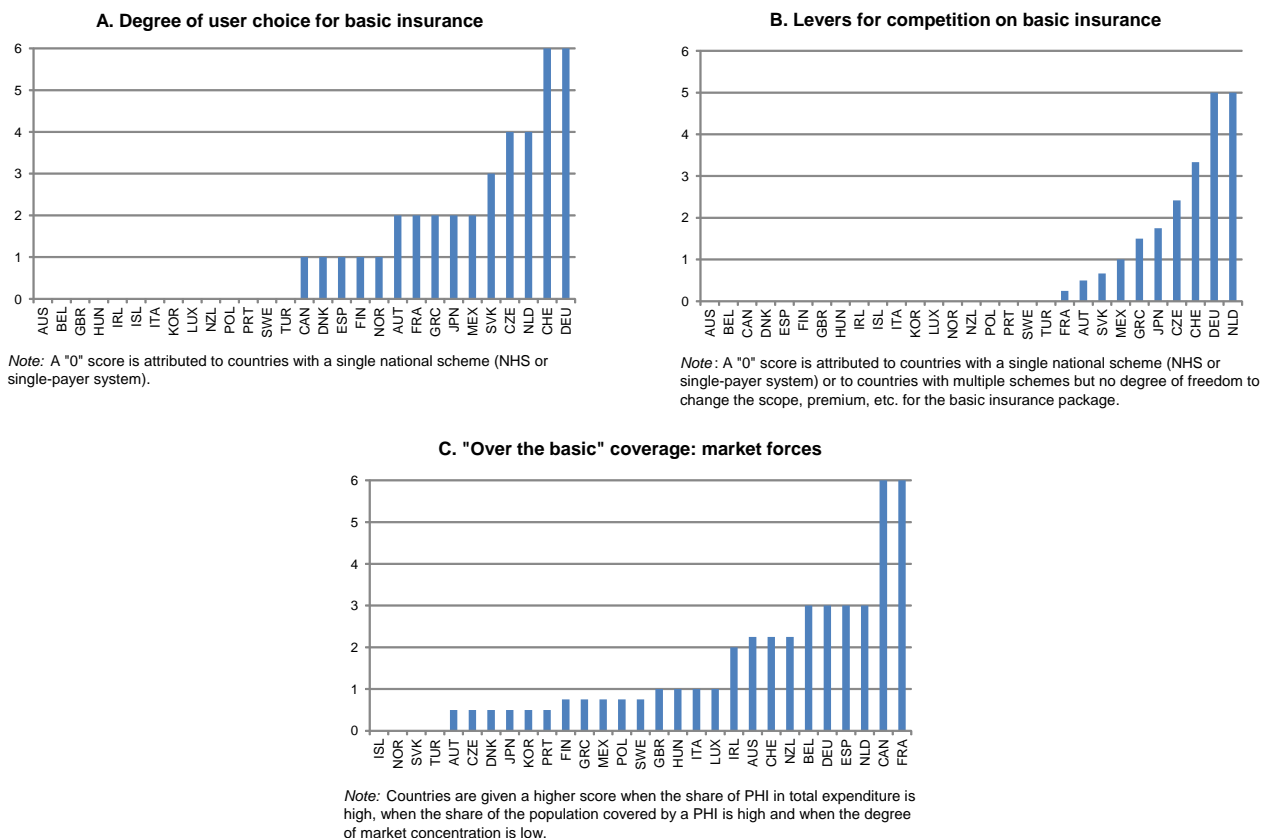 A. Degree of user choice for basic insurance
6
5
4
3
2
1
0
AUS BEL GBR HUN IRL ISL ITA KOR LUX NZL POL PRT SWE TUR CAN DNK ESP FIN NOR AUT FRA GRC JPN MEX SVK CZE NLD CHE DEU
Note: A "0" score is attributed to countries with a single national scheme (NHS or
single-payer system).
B. Levers for competition on basic insurance
6
5
4
3
2
1
0
AUS BEL CAN DNK ESP FIN GBR HUN IRL ISL ITA KOR LUX NOR NZL POL PRT SWE TUR FRA AUT SVK MEX GRC JPN CZE CHE DEU NLD
Note: A "0" score is attributed to countries with a single national scheme (NHS or
single-payer system) or to countries with multiple schemes but no degree of freedom to
change the scope, premium, etc. for the basic insurance package.
C. "Over the basic" coverage: market forces
6
5
4
3
2
1
0
ISL NOR SVK TUR AUT CZE DNK JPN KOR PRT FIN GRC MEX POL SWE GBR HUN ITA LUX IRL AUS CHE NZL BEL DEU ESP NLD CAN FRA
Note: Countries are given a higher score when the share of PHI in total expenditure is
high, when the share of the population covered by a PHI is high and when the degree
of market concentration is low.